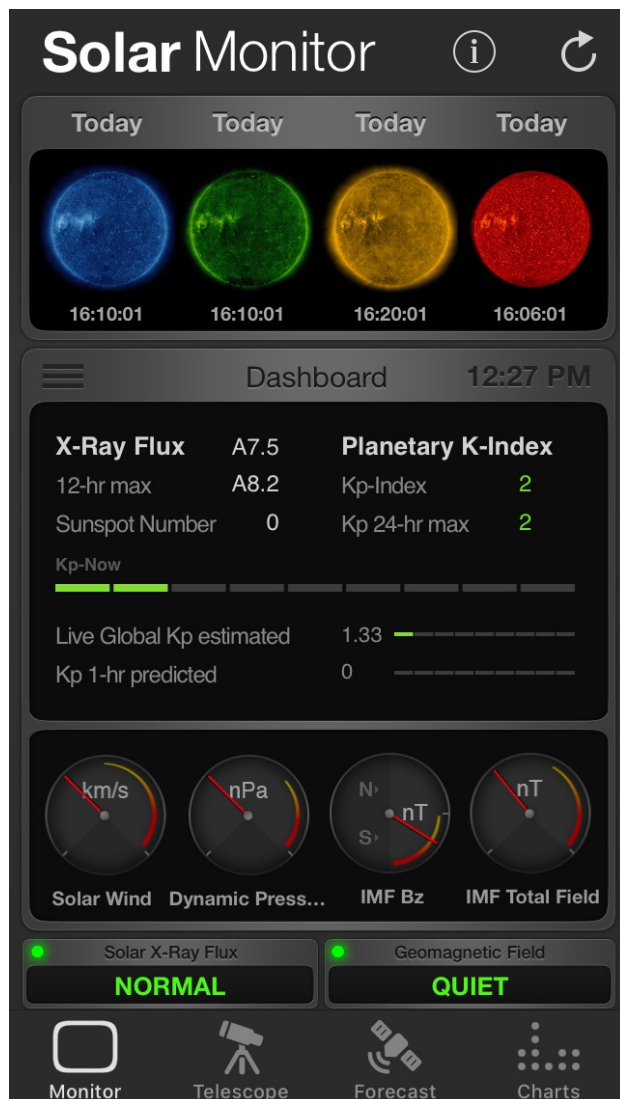 Solar Monitor i
Today Today Today Today
16:10:01 16:10:01 16:20:01 16:06:01
Dashboard 12:27 PM
X-Ray Flux A7.5 Planetary K-Index
12-hr max A8.2 Kp-Index 2
Sunspot Number 0 Kp 24-hr max 2
Kp-Now
Live Global Kp estimated 1.33
Kp 1-hr predicted 0
km/s nPa N S nT nT
Solar Wind Dynamic Press... IMF Bz IMF Total Field
Solar X-Ray Flux Geomagnetic Field
NORMAL QUIET
Monitor Telescope Forecast Charts